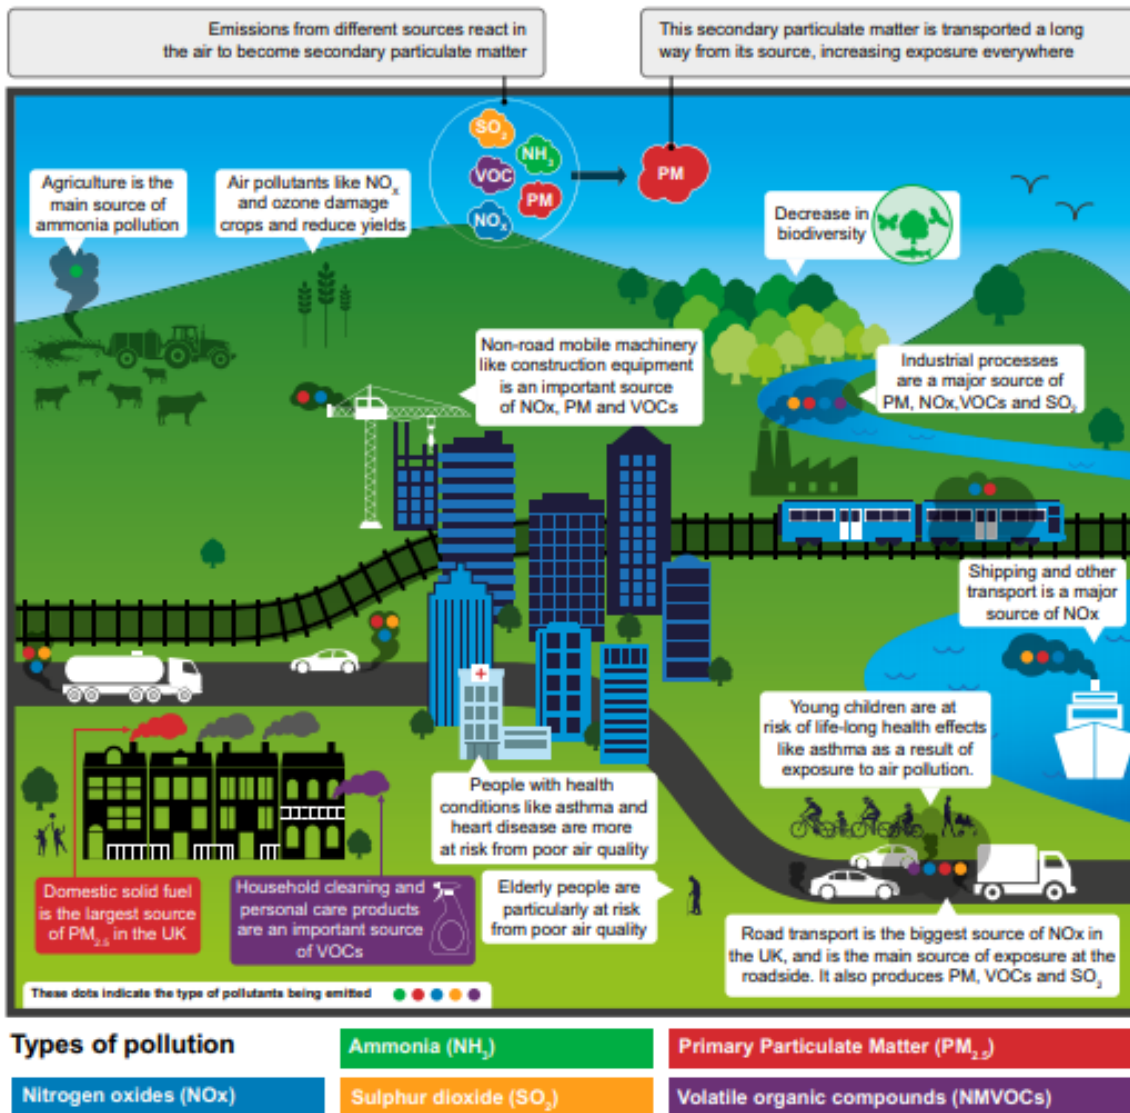 Emissions from different sources react in
the air to become secondary particulate matter
This secondary particulate matter is transported a long
way from its source, increasing exposure everywhere
SO₂
NH₃
VOC
PM
NOₓ
PM
Agriculture is the
main source of
ammonia pollution
Air pollutants like NOₓ
and ozone damage
crops and reduce yields
Decrease in
biodiversity
Non-road mobile machinery
like construction equipment
is an important source
of NOx, PM and VOCs
Industrial processes
are a major source of
PM, NOx,VOCs and SO₂
Shipping and other
transport is a major
source of NOx
Young children are at
risk of life-long health effects
like asthma as a result of
exposure to air pollution.
People with health
conditions like asthma and
heart disease are more
at risk from poor air quality
Domestic solid fuel
is the largest source
of PM₂.₅ in the UK
Household cleaning and
personal care products
are an important source
of VOCs
Elderly people are
particularly at risk
from poor air quality
Road transport is the biggest source of NOx in
the UK, and is the main source of exposure at the
roadside. It also produces PM, VOCs and SO₂
These dots indicate the type of pollutants being emitted
Types of pollution
Ammonia (NH₃)
Primary Particulate Matter (PM₂.₅)
Nitrogen oxides (NOx)
Sulphur dioxide (SO₂)
Volatile organic compounds (NMVOCs)